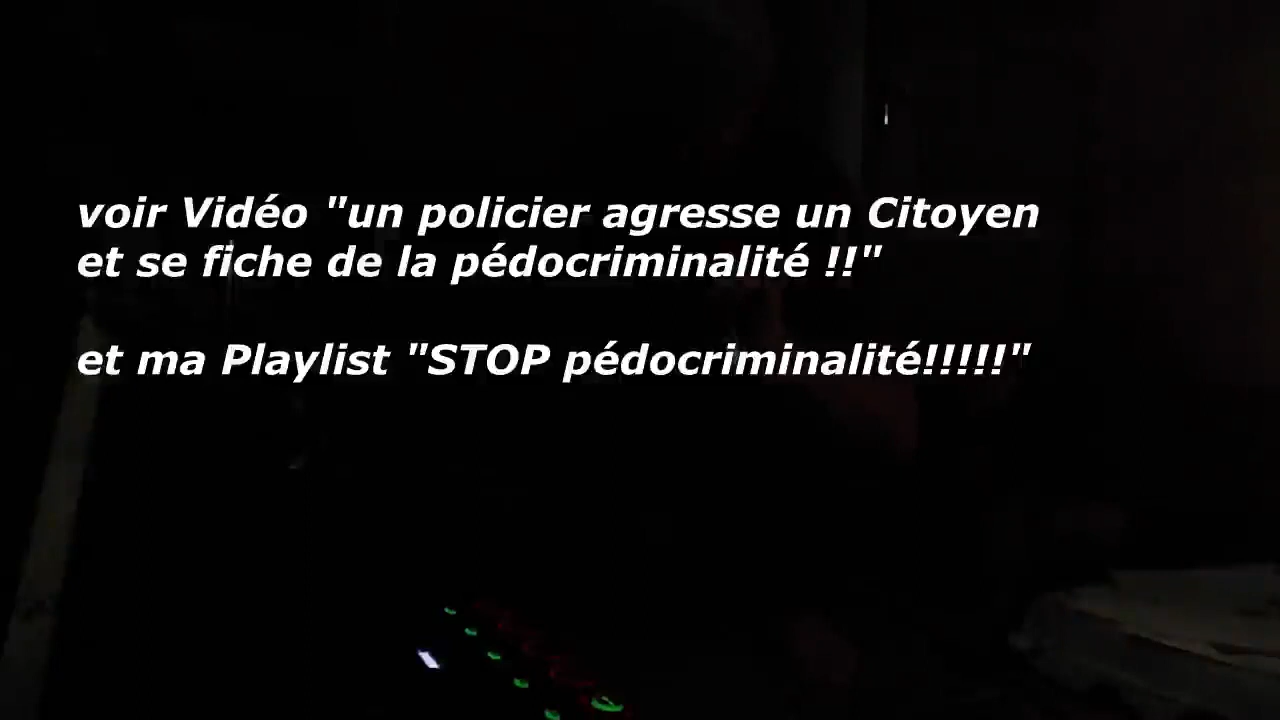 voir Vidéo "un policier agresse un Citoyen
et se fiche de la pédocriminalité !!"
et ma Playlist "STOP pédocriminalité!!!!!"